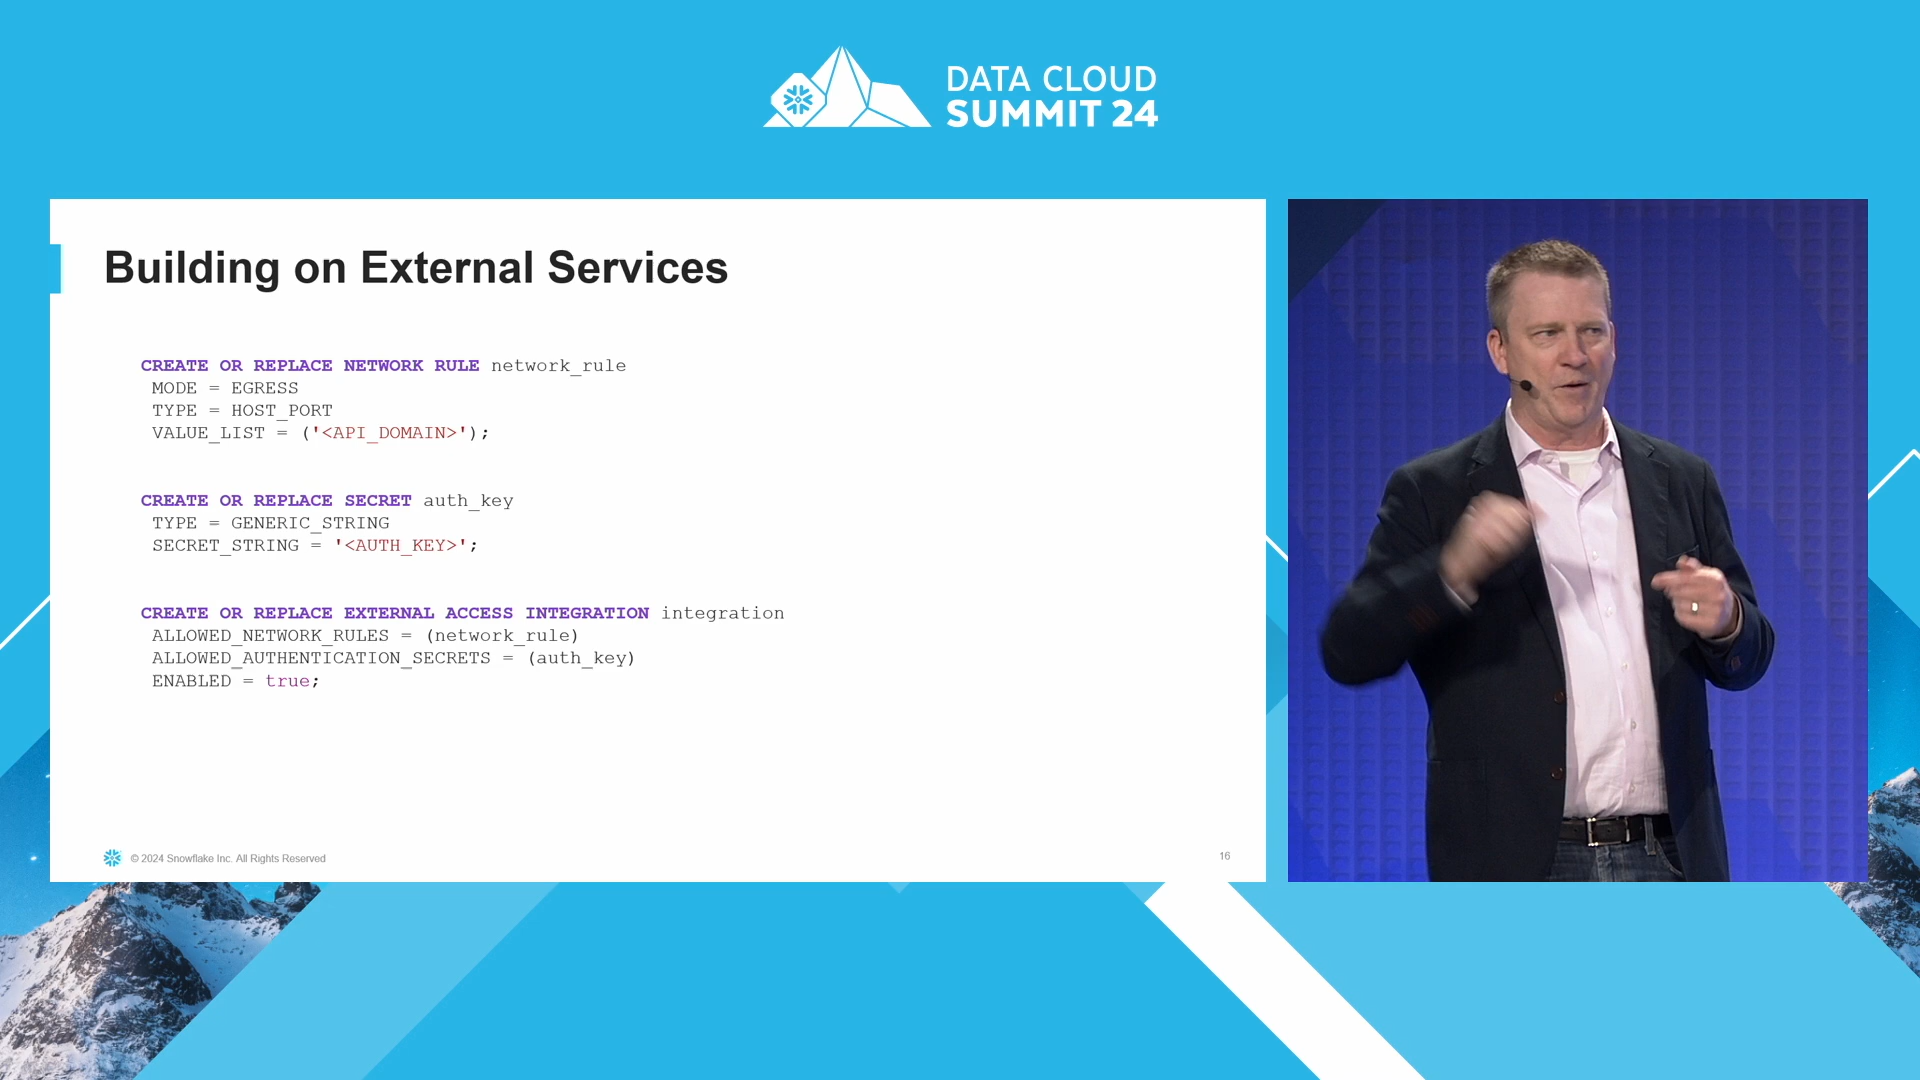 DATA CLOUD
SUMMIT 24
Building on External Services
CREATE OR REPLACE NETWORK RULE network_rule
MODE = EGRESS
TYPE = HOST_PORT
VALUE_LIST = ('<API_DOMAIN>');
CREATE OR REPLACE SECRET auth_key
TYPE = GENERIC_STRING
SECRET_STRING = '<AUTH_KEY>';
CREATE OR REPLACE EXTERNAL ACCESS INTEGRATION integration
ALLOWED_NETWORK_RULES = (network_rule)
ALLOWED_AUTHENTICATION_SECRETS = (auth_key)
ENABLED = true;
© 2024 Snowflake Inc. All Rights Reserved
16